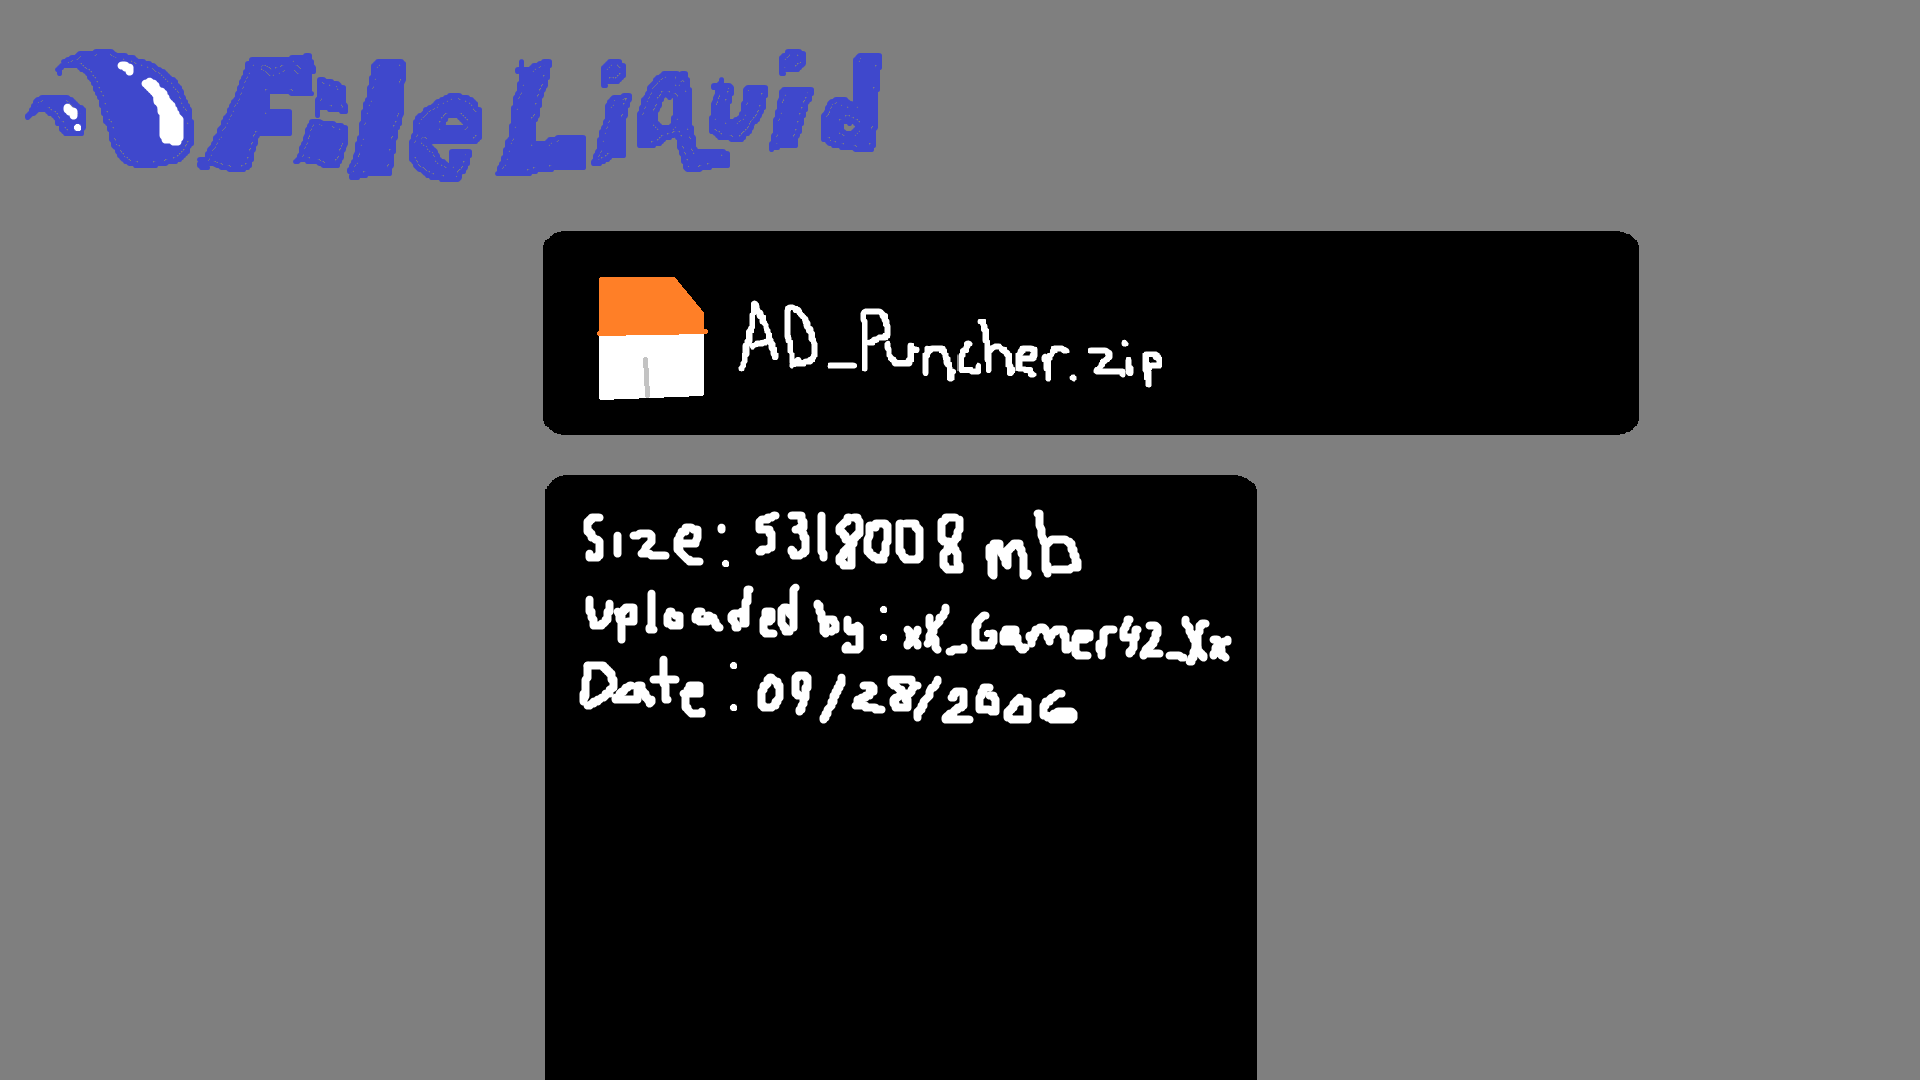 FileLiquid
AD_Puncher.zip
Size: 5318008 mb
Uploaded by: xX_Gamer42_Xx
Date: 09/28/2006